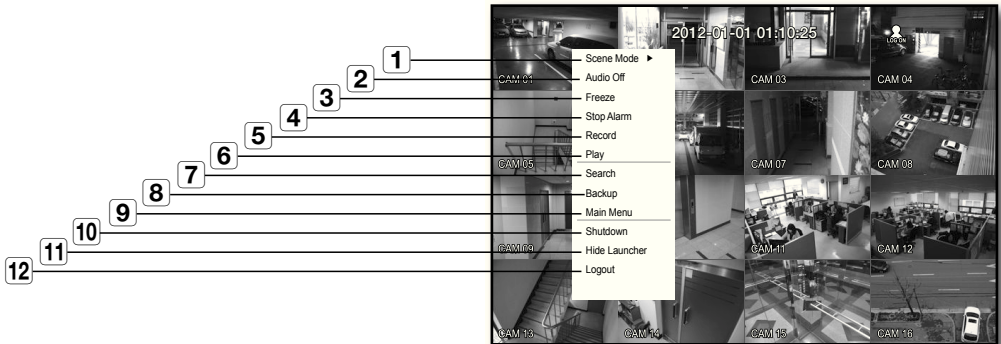 2012-01-01 01:10:25
LOG ON
CAM 01
CAM 03
CAM 04
1 Scene Mode
2 Audio Off
3 Freeze
4 Stop Alarm
5 Record
6 Play
7 Search
8 Backup
9 Main Menu
10 Shutdown
11 Hide Launcher
12 Logout
CAM 05
CAM 07
CAM 08
CAM 09
CAM 11
CAM 12
CAM 13
CAM 14
CAM 15
CAM 16